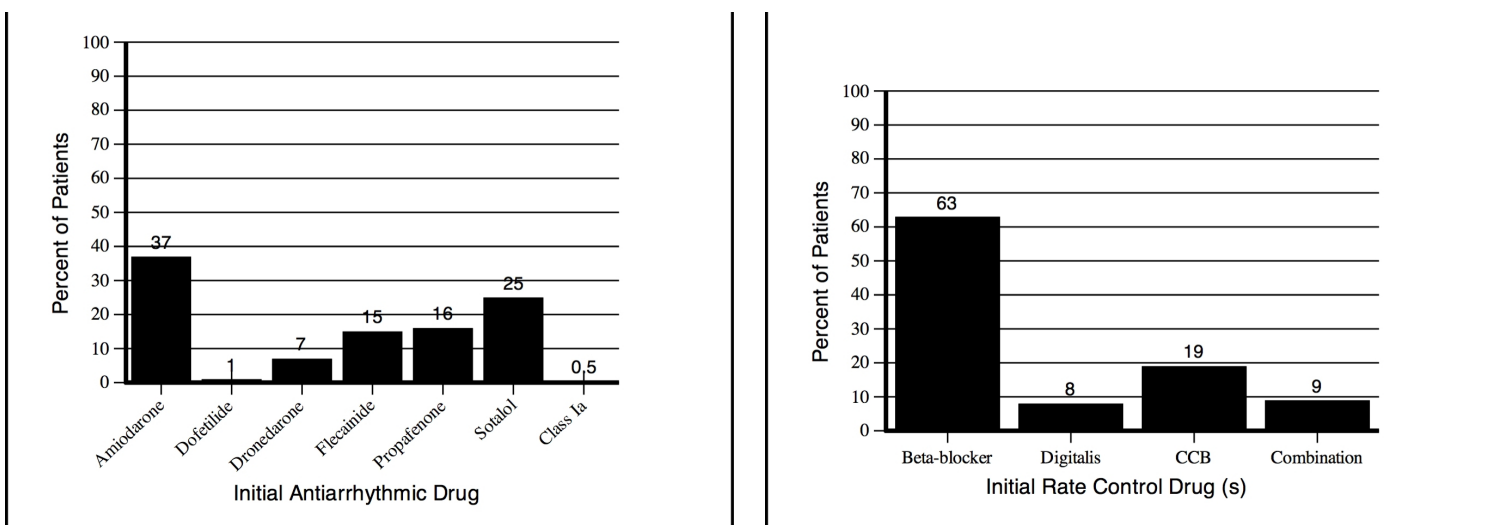 100
90
80
70
60
50
40
30
20
10
0
Percent of Patients
37
1
7
15
16
25
0,5
Amiodarone
Dofetilide
Dronedarone
Flecainide
Propafenone
Sotalol
Class Ia
Initial Antiarrhythmic Drug
100
90
80
70
60
50
40
30
20
10
0
Percent of Patients
63
8
19
9
Beta-blocker
Digitalis
CCB
Combination
Initial Rate Control Drug (s)